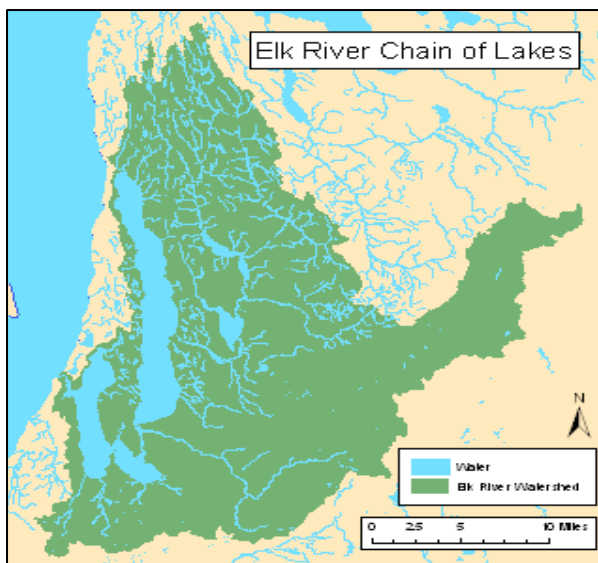 Elk River Chain of Lakes
N
Water
Elk River Watershed
0 2.5 5 10 Miles